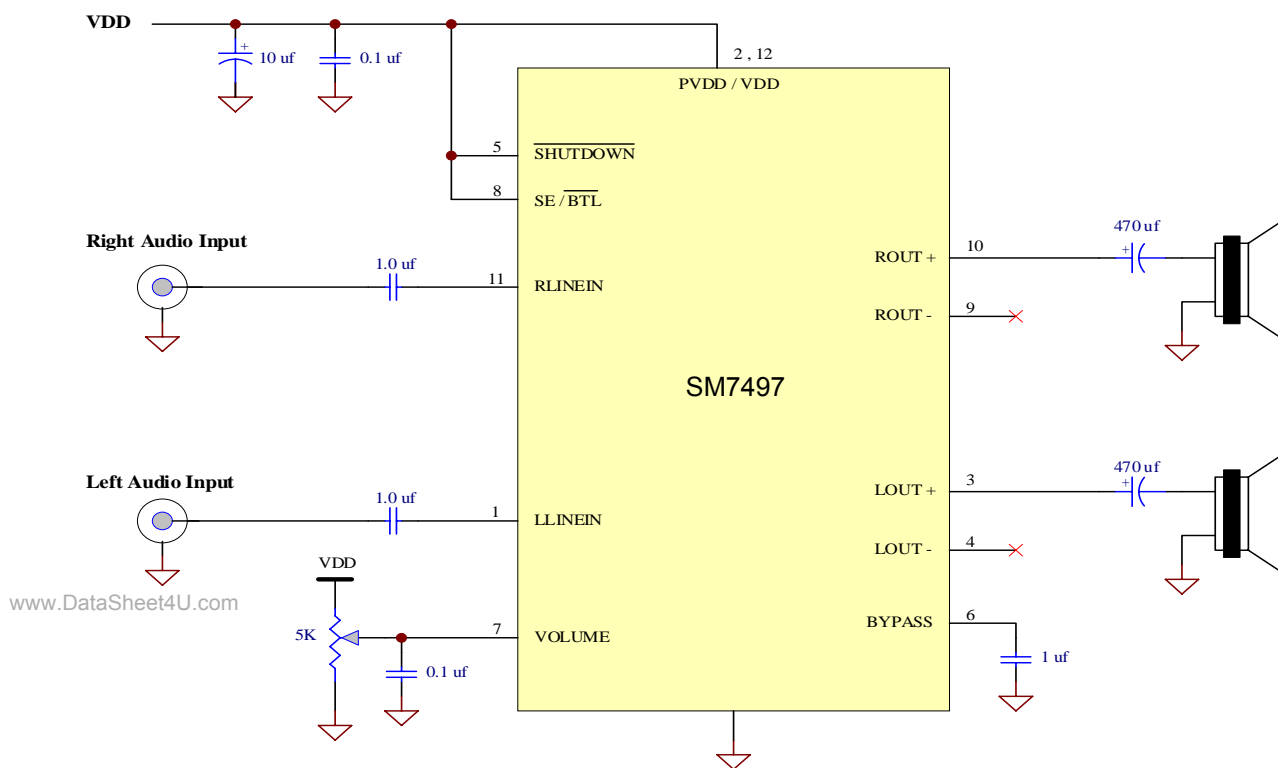 VDD
10 uf
0.1 uf
2 , 12
PVDD / VDD
5
SHUTDOWN
8
SE / BTL
Right Audio Input
1.0 uf
11
RLINEIN
ROUT +
10
470 uf
ROUT -
9
SM7497
Left Audio Input
1.0 uf
1
LLINEIN
LOUT +
3
470 uf
LOUT -
4
VDD
www.DataSheet4U.com
5K
7
VOLUME
0.1 uf
BYPASS
6
1 uf
+
+
+